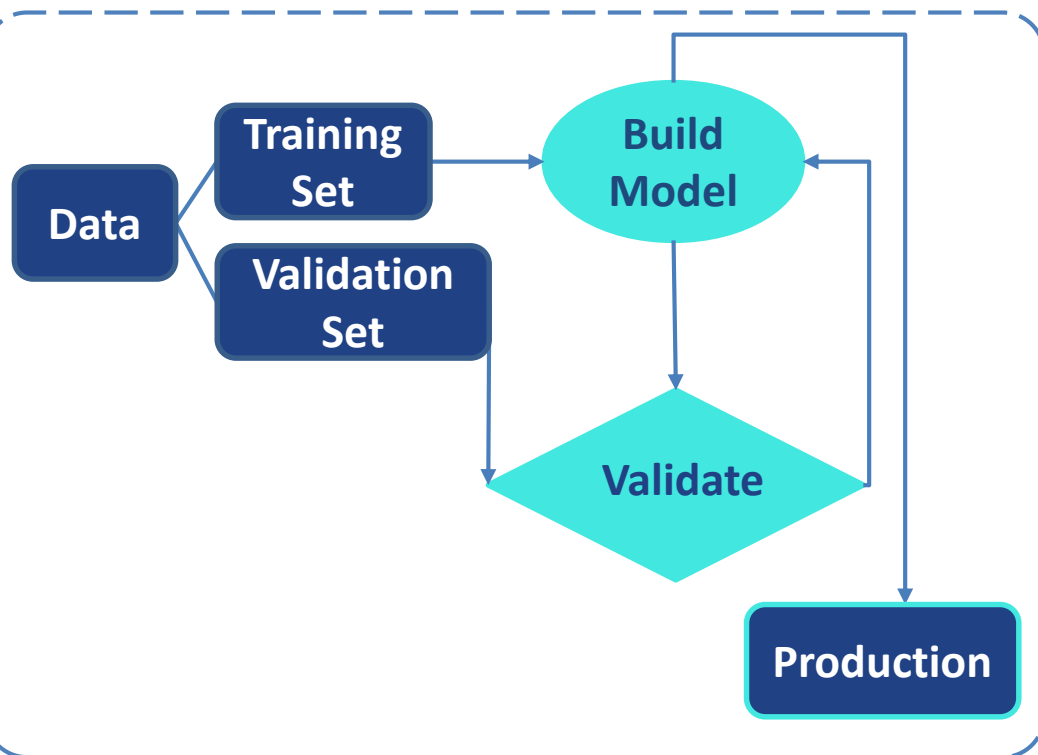 Training
Set
Data
Validation
Set
Build
Model
Validate
Production